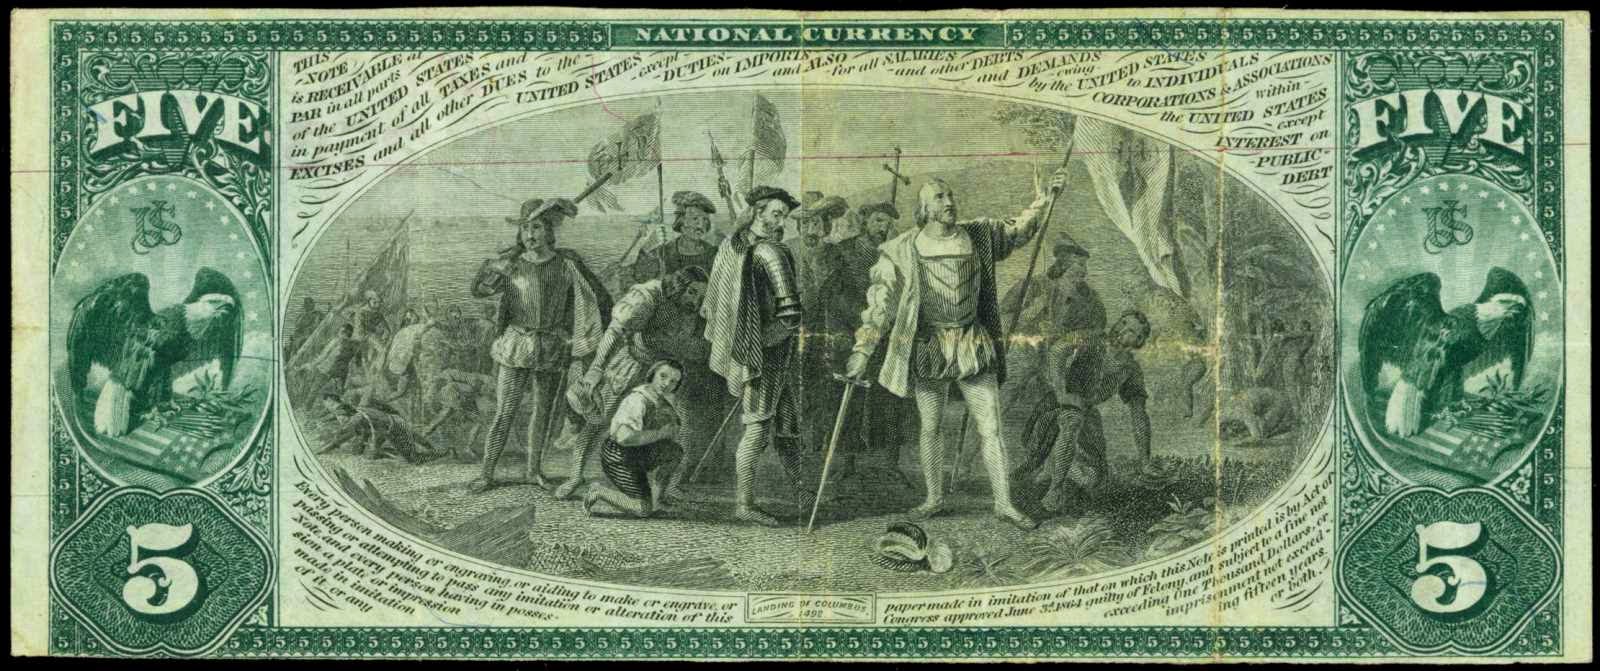 NATIONAL CURRENCY
FIVE
US
5
THIS
NOTE
is RECEIVABLE at
PAR in all parts
of the UNITED STATES
in payment of all TAXES and
EXCISES and all other DUES to the
UNITED STATES except
DUTIES
on IMPORTS
and ALSO
for all SALARIES
and other DEBTS
and DEMANDS
owing
by the UNITED STATES
to INDIVIDUALS
CORPORATIONS & ASSOCIATIONS
within
the UNITED STATES
except
INTEREST on
PUBLIC
DEBT
FIVE
US
5
Every person making or engraving, or aiding to make or engrave, or
passing or attempting to pass any imitation or alteration of this
Note, and every person having in posses-
sion a plate or impression
made in imitation
of it, or any
LANDING OF COLUMBUS,
1492
paper made in imitation of that on which this Note is printed is by Act of
Congress approved June 3d. 1864 guilty of Felony, and subject to a fine not
exceeding One Thousand Dollars, or,
imprisonment not exceed-
ing fifteen years,
or both.